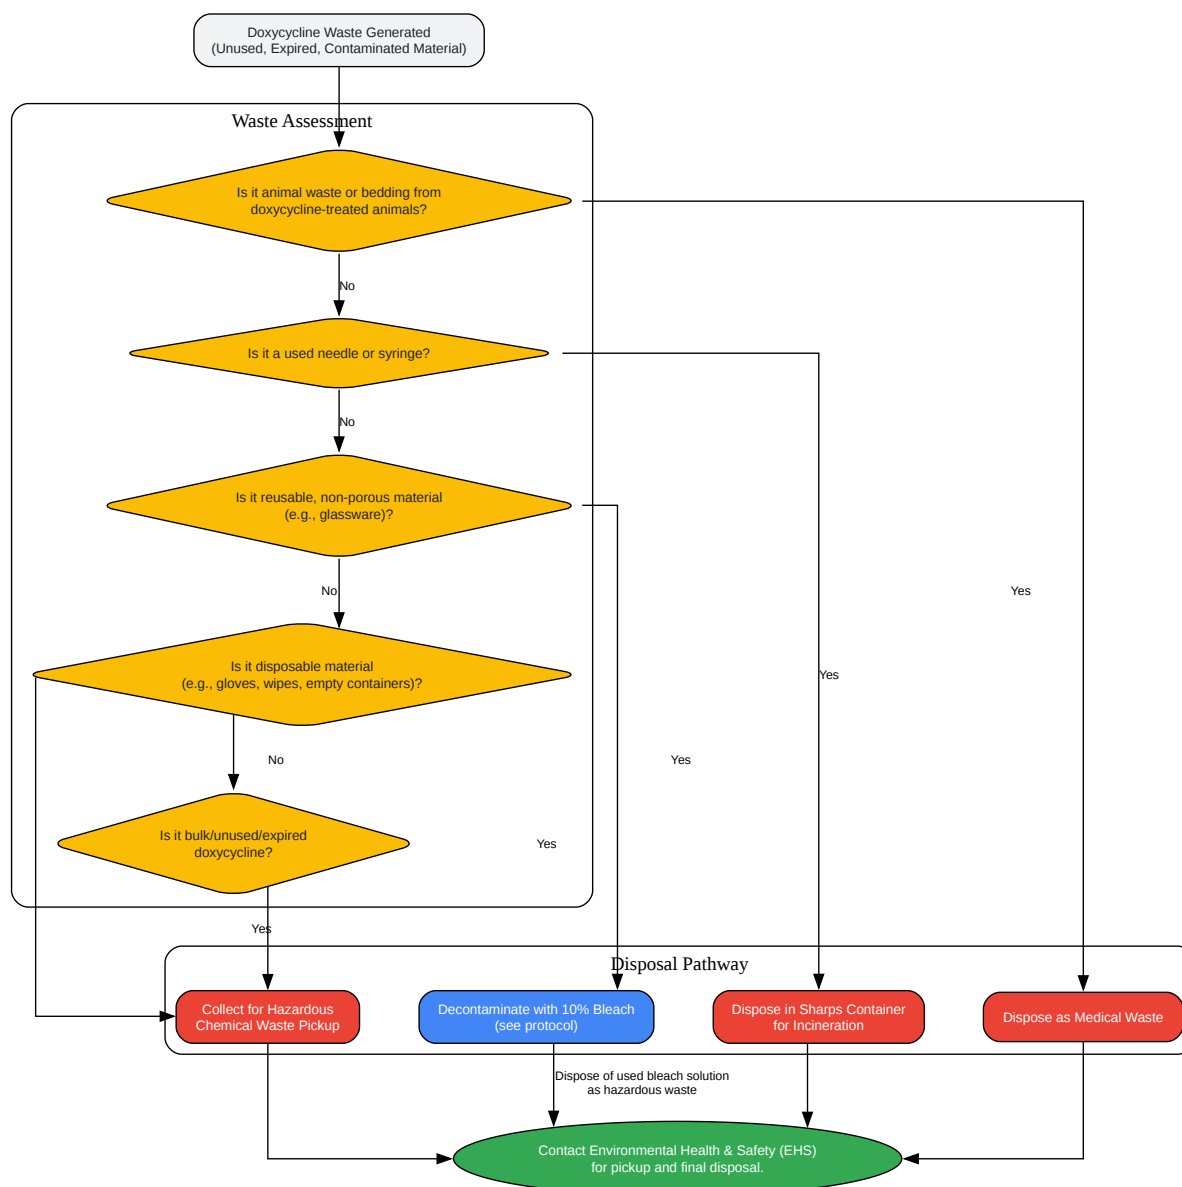 Doxycycline Waste Generated
(Unused, Expired, Contaminated Material)
Waste Assessment
Is it animal waste or bedding from
doxycycline-treated animals?
No
Is it a used needle or syringe?
No
Is it reusable, non-porous material
(e.g., glassware)?
No
Yes
Is it disposable material
(e.g., gloves, wipes, empty containers)?
Yes
No
Yes
Is it bulk/unused/expired
doxycycline?
Yes
Yes
Disposal Pathway
Collect for Hazardous
Chemical Waste Pickup
Decontaminate with 10% Bleach
(see protocol)
Dispose in Sharps Container
for Incineration
Dispose as Medical Waste
Dispose of used bleach solution
as hazardous waste
Contact Environmental Health & Safety (EHS)
for pickup and final disposal.